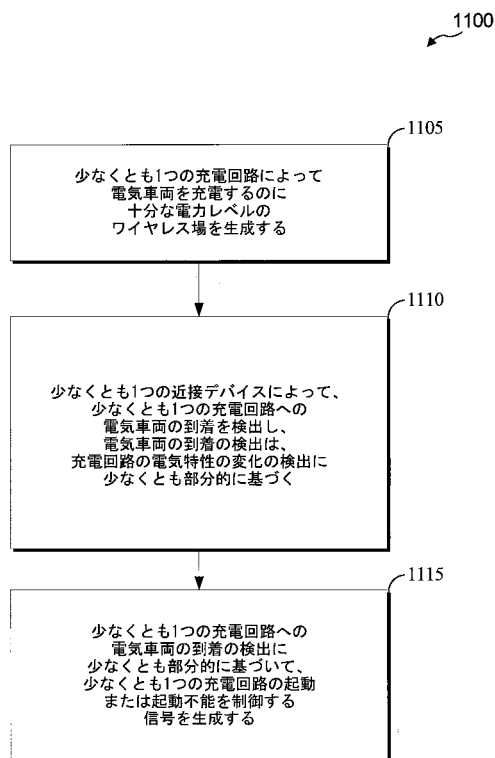 1100
1105
少なくとも1つの充電回路によって
電気車両を充電するのに
十分な電力レベルの
ワイヤレス場を生成する
1110
少なくとも1つの近接デバイスによって、
少なくとも1つの充電回路への
電気車両の到着を検出し、
電気車両の到着の検出は、
充電回路の電気特性の変化の検出に
少なくとも部分的に基づく
1115
少なくとも1つの充電回路への
電気車両の到着の検出に
少なくとも部分的に基づいて、
少なくとも1つの充電回路の起動
または起動不能を制御する
信号を生成する